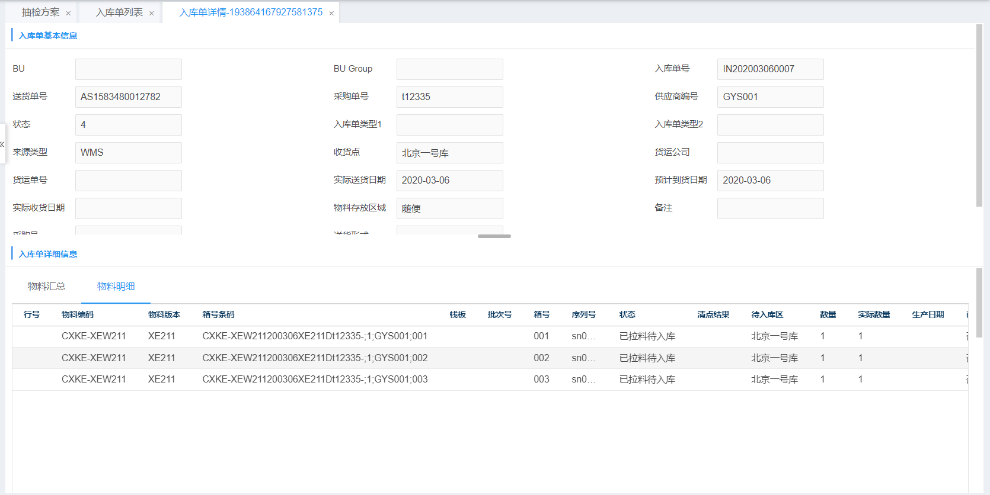 抽检方案 × 入库单列表 × 入库单详情-193864167927581375 ×
入库单基本信息
BU BU Group 入库单号 IN202003060007
送货单号 AS1583480012782 采购单号 t12335 供应商编号 GYS001
状态 4 入库单类型1 入库单类型2
来源类型 WMS 收货点 北京一号库 货运公司
货运单号 实际送货日期 2020-03-06 预计到货日期 2020-03-06
实际收货日期 物料存放区域 随便 备注
入库单详细信息
物料汇总 物料明细
行号 物料编码 物料版本 箱号条码 栈板 批次号 箱号 序列号 状态 清点结果 待入库区 数量 实际数量 生产日期
CXKE-XEW211 XE211 CXKE-XEW211200306XE211Dt12335-;1;GYS001;001 001 sn0... 已拉料待入库 北京一号库 1 1
CXKE-XEW211 XE211 CXKE-XEW211200306XE211Dt12335-;1;GYS001;002 002 sn0... 已拉料待入库 北京一号库 1 1
CXKE-XEW211 XE211 CXKE-XEW211200306XE211Dt12335-;1;GYS001;003 003 sn0... 已拉料待入库 北京一号库 1 1